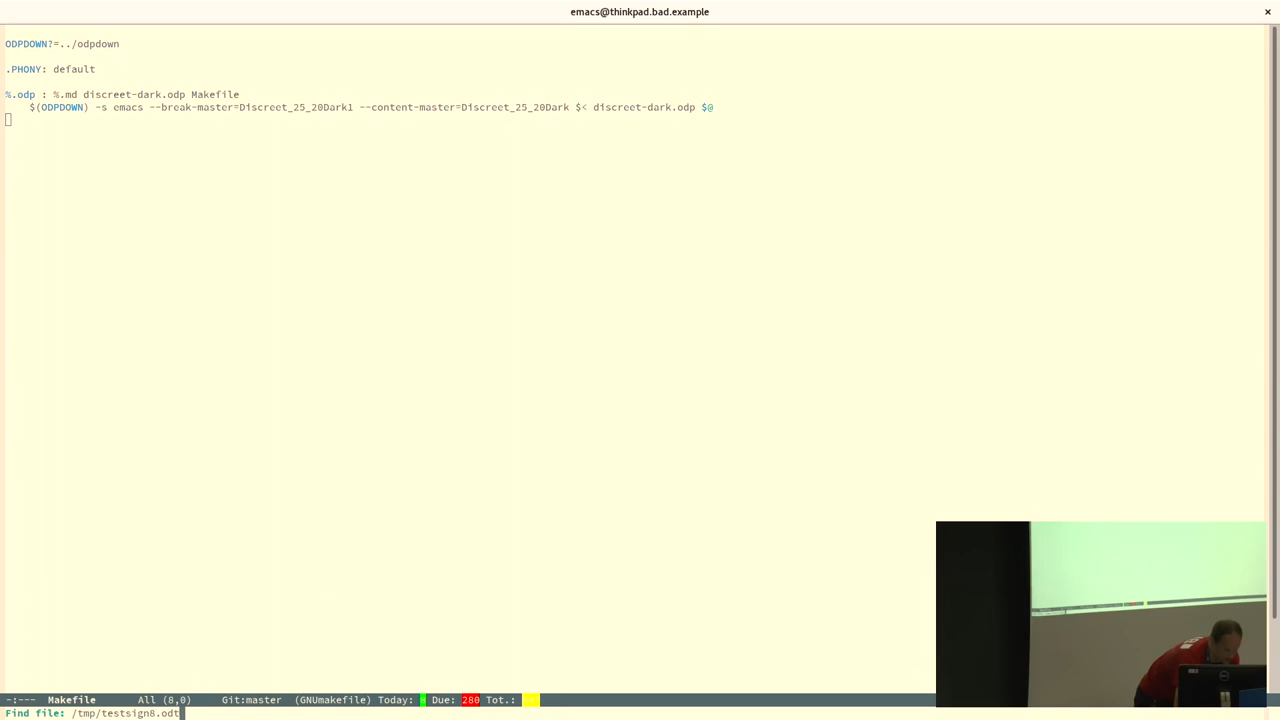 emacs@thinkpad.bad.example
ODPDOWN?=../odpdown
.PHONY: default
%.odp : %.md discreet-dark.odp Makefile
$(ODPDOWN) -s emacs --break-master=Discreet_25_20Dark1 --content-master=Discreet_25_20Dark $< discreet-dark.odp $@
-:--- Makefile All (8,0) Git:master (GNUmakefile) Today: Due: 280 Tot.:
Find file: /tmp/testsign8.odt